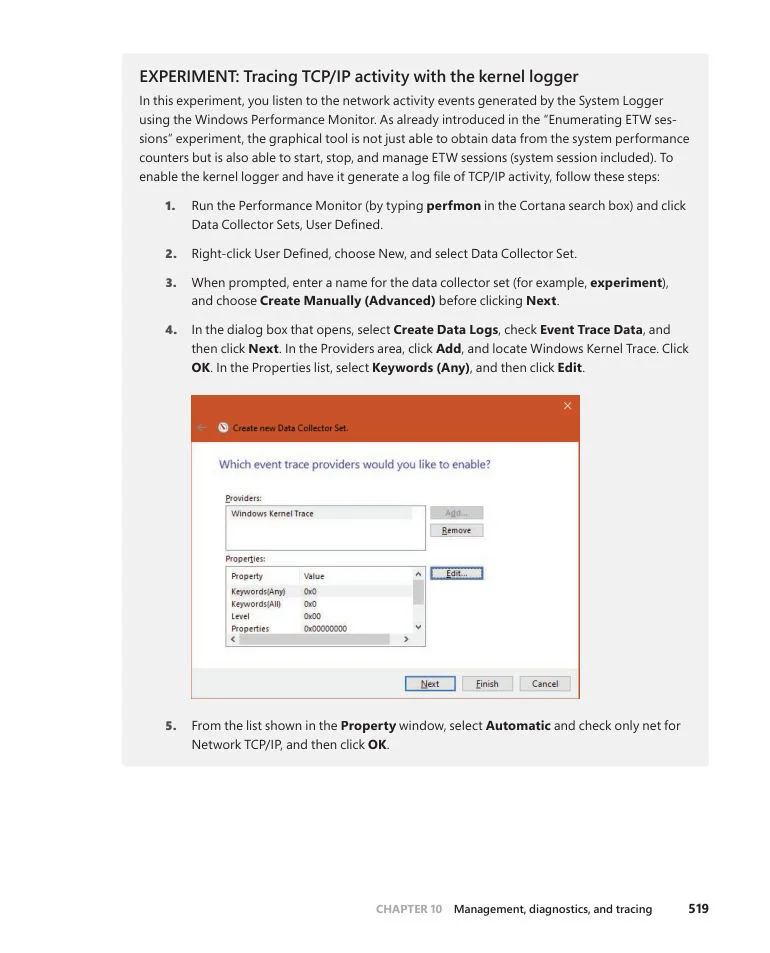 EXPERIMENT: Tracing TCP/IP activity with the kernel logger
In this experiment, you listen to the network activity events generated by the System Logger
using the Windows Performance Monitor. As already introduced in the “Enumerating ETW ses-
sions” experiment, the graphical tool is not just able to obtain data from the system performance
counters but is also able to start, stop, and manage ETW sessions (system session included). To
enable the kernel logger and have it generate a log file of TCP/IP activity, follow these steps:
1. Run the Performance Monitor (by typing perfmon in the Cortana search box) and click
Data Collector Sets, User Defined.
2. Right-click User Defined, choose New, and select Data Collector Set.
3. When prompted, enter a name for the data collector set (for example, experiment),
and choose Create Manually (Advanced) before clicking Next.
4. In the dialog box that opens, select Create Data Logs, check Event Trace Data, and
then click Next. In the Providers area, click Add, and locate Windows Kernel Trace. Click
OK. In the Properties list, select Keywords (Any), and then click Edit.
Create new Data Collector Set.
Which event trace providers would you like to enable?
Providers:
Windows Kernel Trace
Add...
Remove
Properties:
Property Value
Edit...
Keywords(Any) 0x0
Keywords(All) 0x0
Level 0x00
Properties 0x00000000
Next Finish Cancel
5. From the list shown in the Property window, select Automatic and check only net for
Network TCP/IP, and then click OK.
CHAPTER 10 Management, diagnostics, and tracing 519